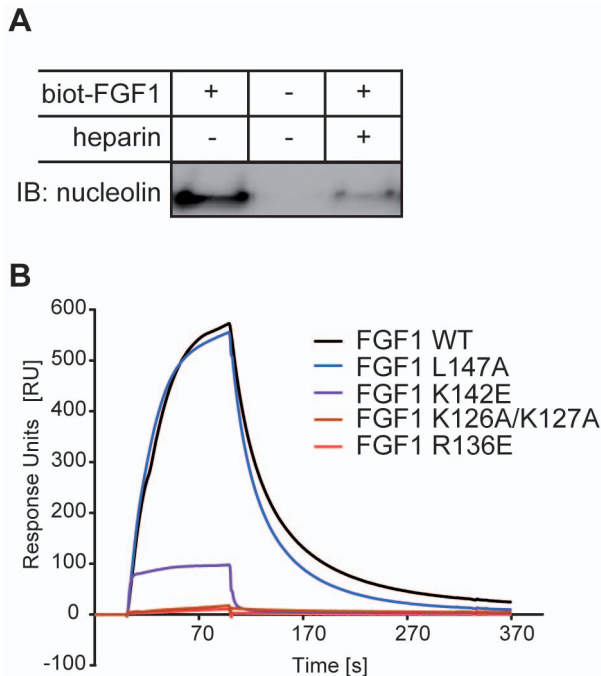 A
biot-FGF1 + - +
heparin - - +
IB: nucleolin
B
600
500
400
300
200
100
0
-100
Response Units [RU]
FGF1 WT
FGF1 L147A
FGF1 K142E
FGF1 K126A/K127A
FGF1 R136E
70 170 270 370
Time [s]